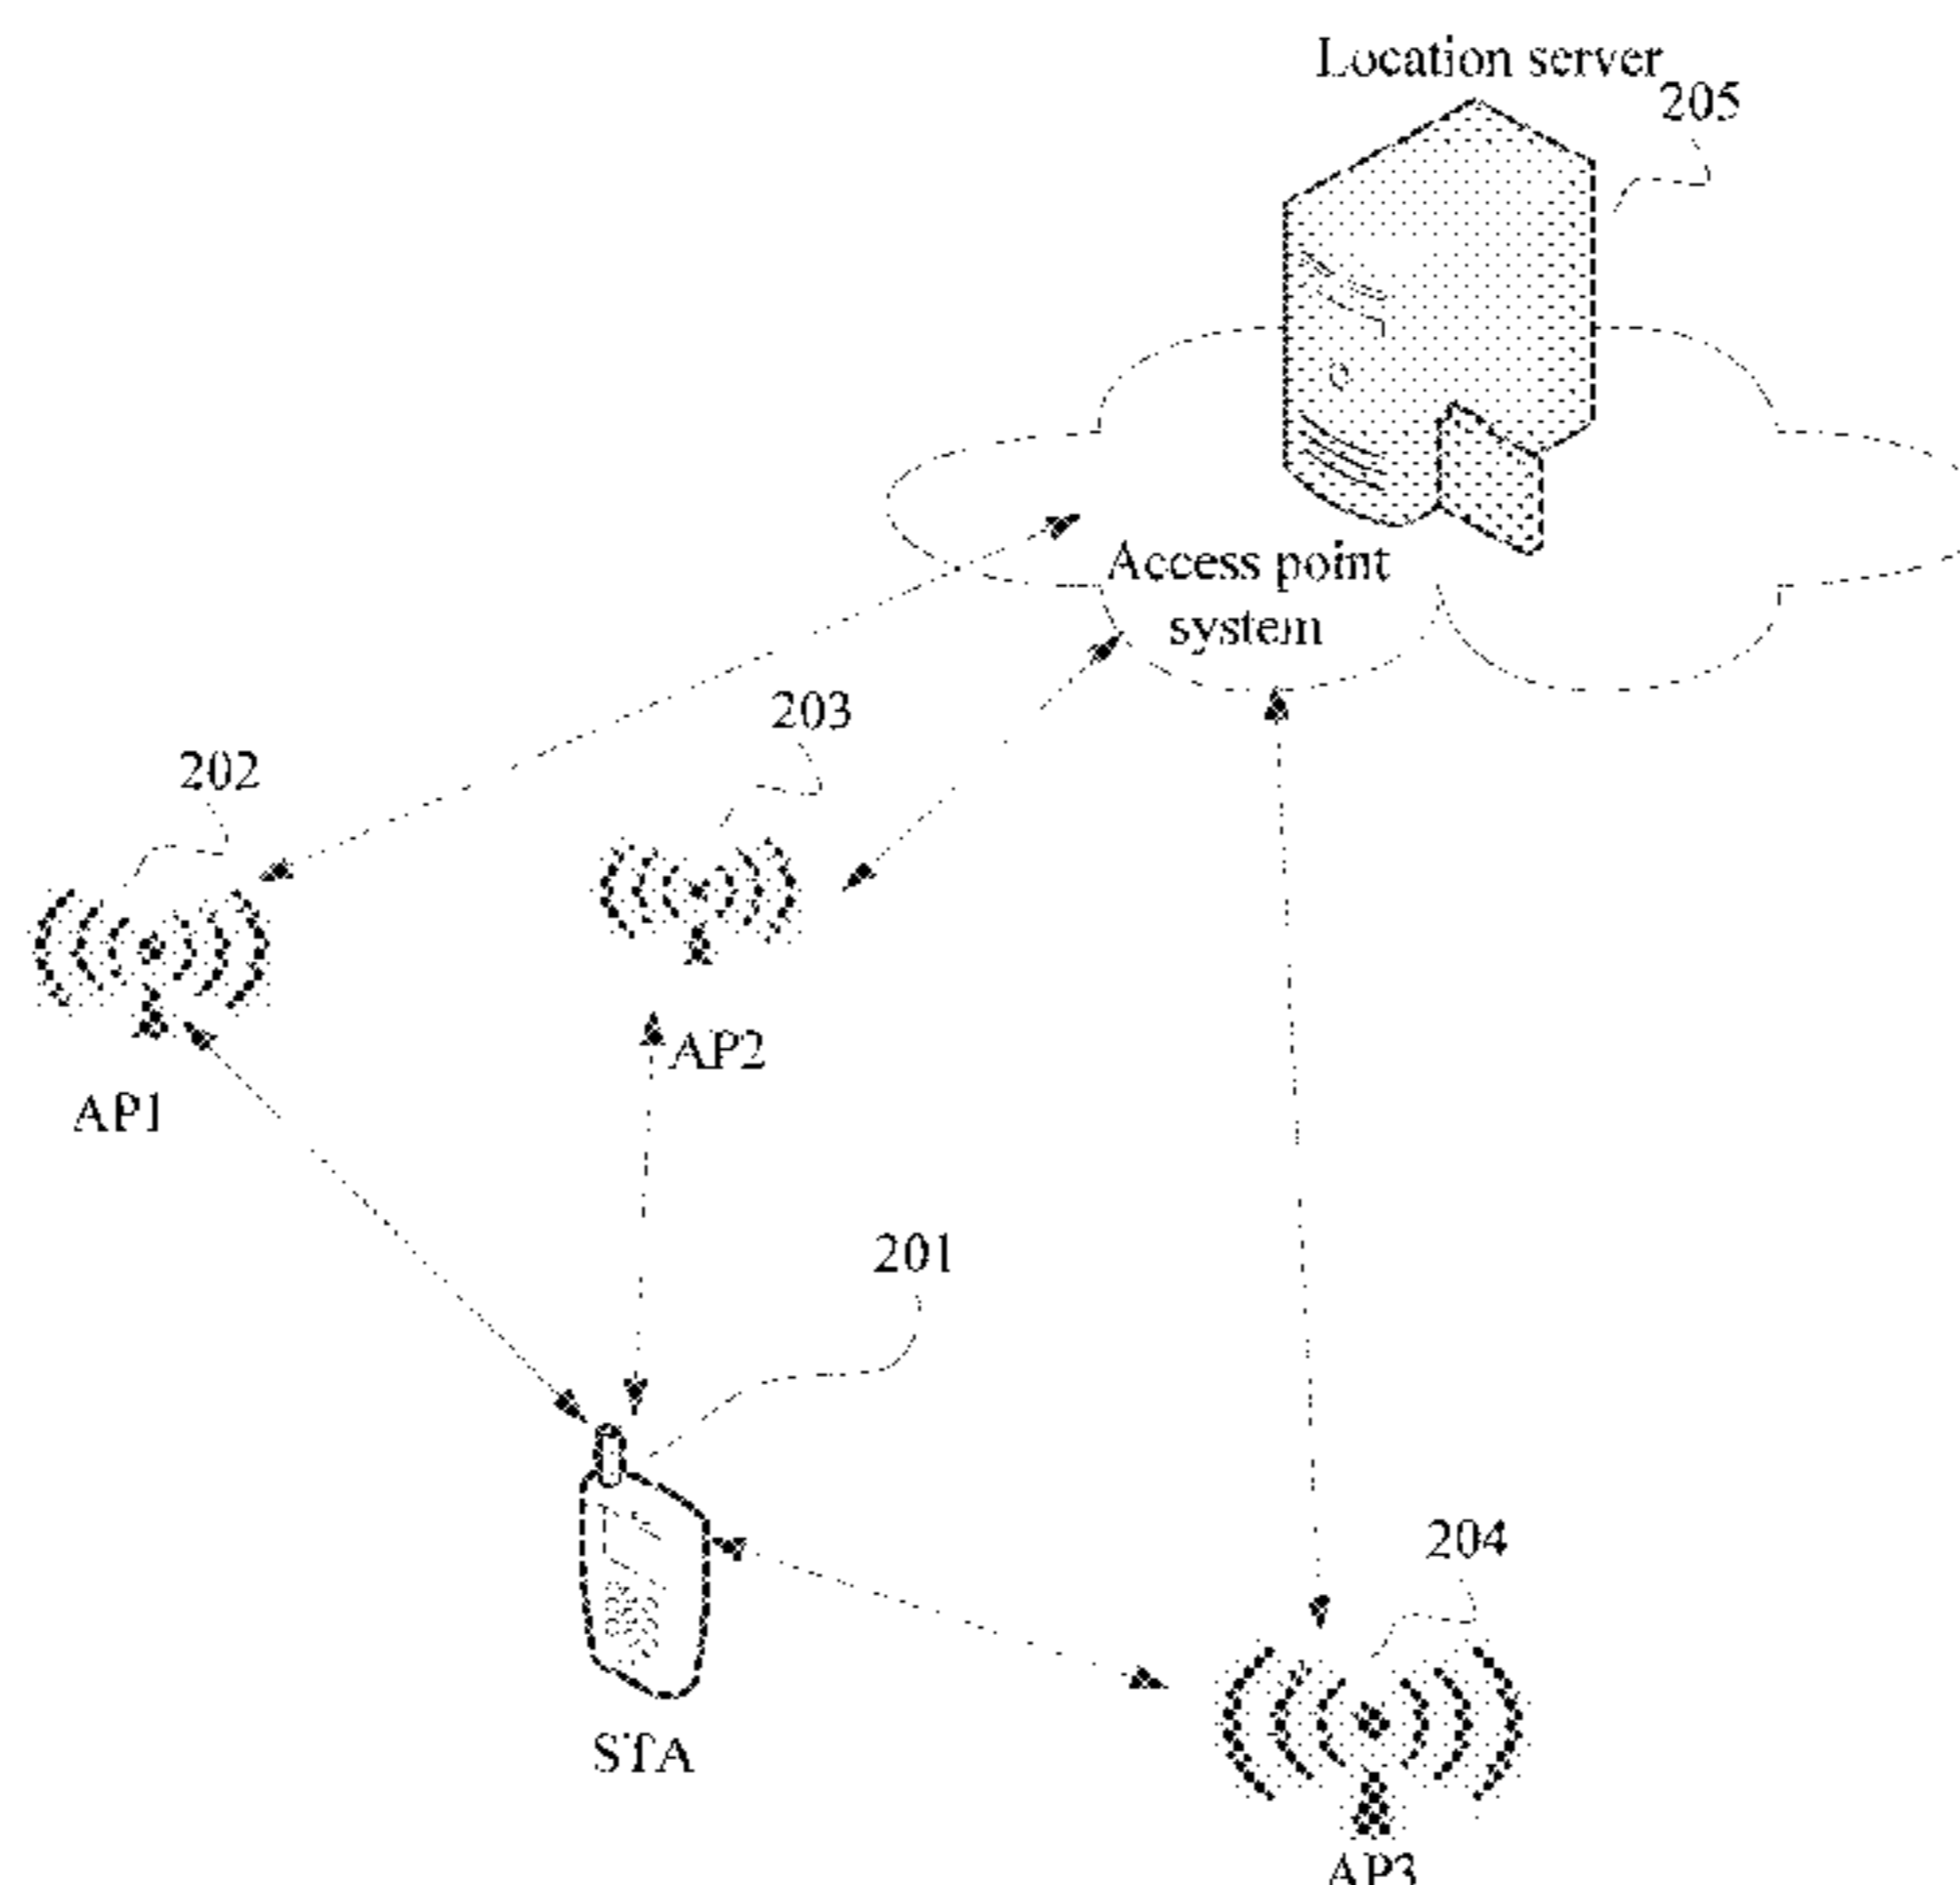 Location server
205
Access point
system
203
202
AP2
AP1
201
204
STA
AP3